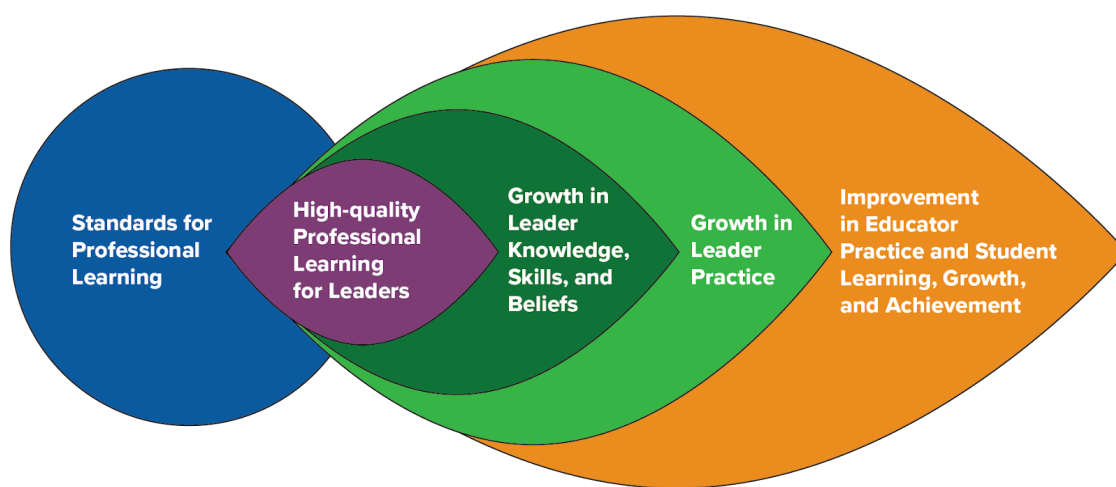 Standards for
Professional
Learning
High-quality
Professional
Learning
for Leaders
Growth in
Leader
Knowledge,
Skills, and
Beliefs
Growth in
Leader
Practice
Improvement
in Educator
Practice and Student
Learning, Growth,
and Achievement